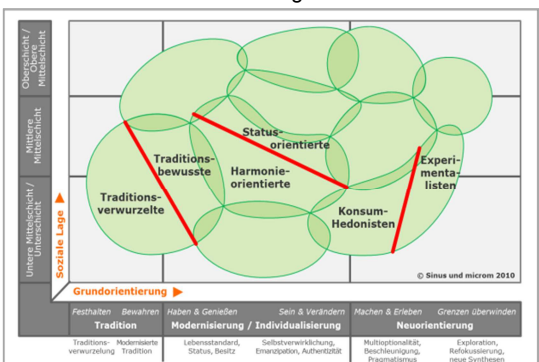 Oberschicht /
Obere
Mittelschicht
Mittlere
Mittelschicht
Untere Mittelschicht /
Unterschicht
Soziale Lage
Status-
orientierte
Traditions-
bewusste
Harmonie-
orientierte
Experi-
menta-
listen
Traditions-
verwurzelte
Konsum-
Hedonisten
© Sinus und microm 2010
Grundorientierung
Festhalten Bewahren Haben & Genießen Sein & Verändern Machen & Erleben Grenzen überwinden
Tradition Modernisierung / Individualisierung Neuorientierung
Traditions-
verwurzelung
Modernisierte
Tradition
Lebensstandard,
Status, Besitz
Selbstverwirklichung,
Emanzipation, Authentizität
Multioptionalität,
Beschleunigung,
Pragmatismus
Exploration,
Refokussierung,
neue Synthesen